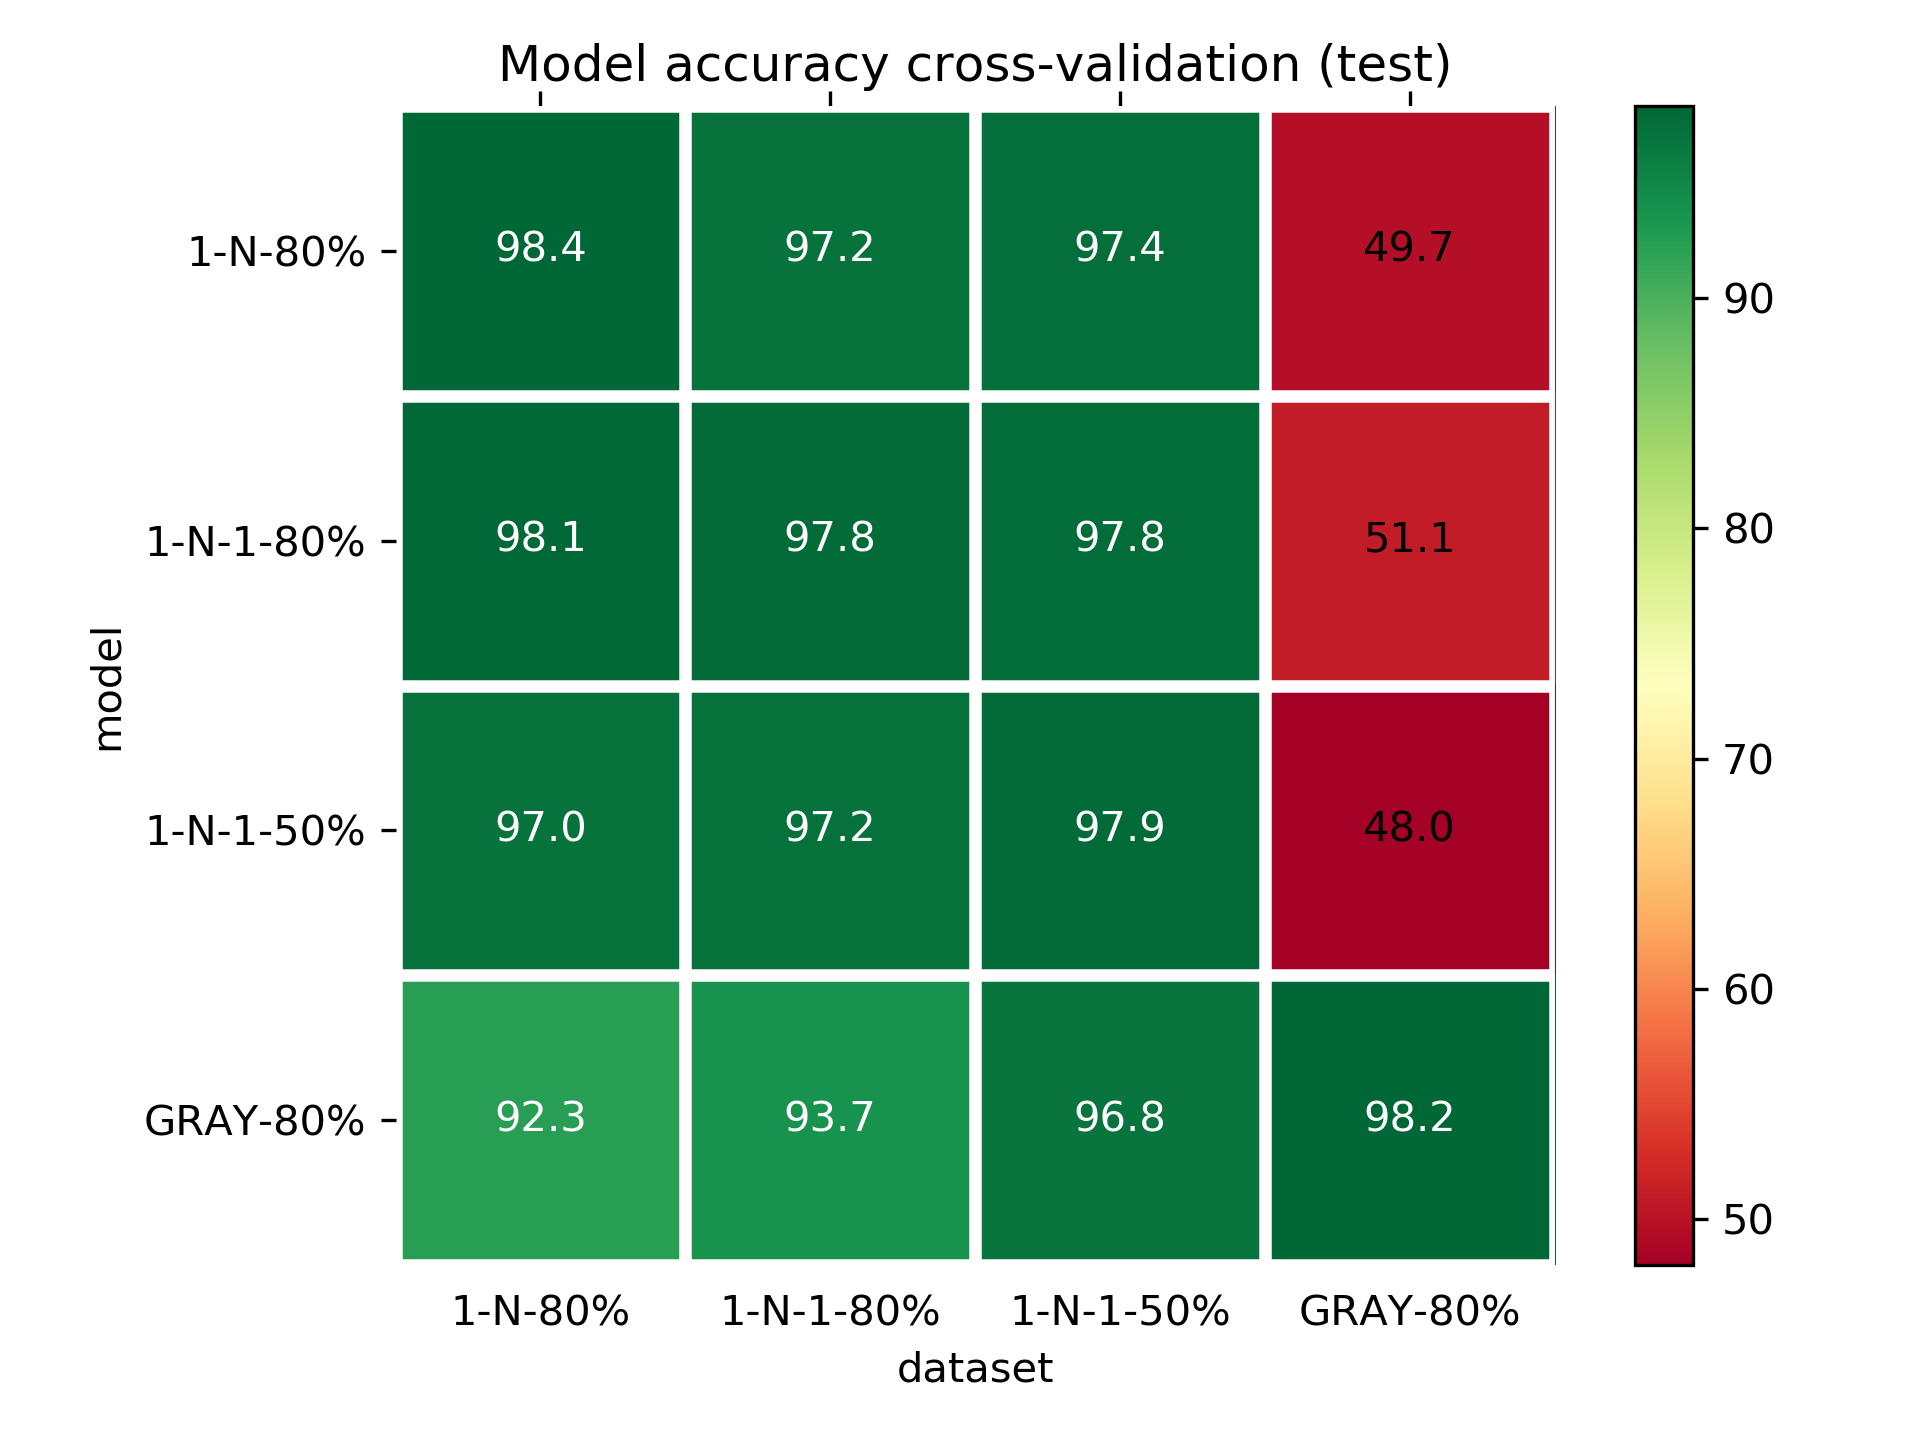 Model accuracy cross-validation (test)
1-N-80% 98.4 97.2 97.4 49.7
1-N-1-80% 98.1 97.8 97.8 51.1
1-N-1-50% 97.0 97.2 97.9 48.0
GRAY-80% 92.3 93.7 96.8 98.2
1-N-80% 1-N-1-80% 1-N-1-50% GRAY-80%
dataset
model
90
80
70
60
50